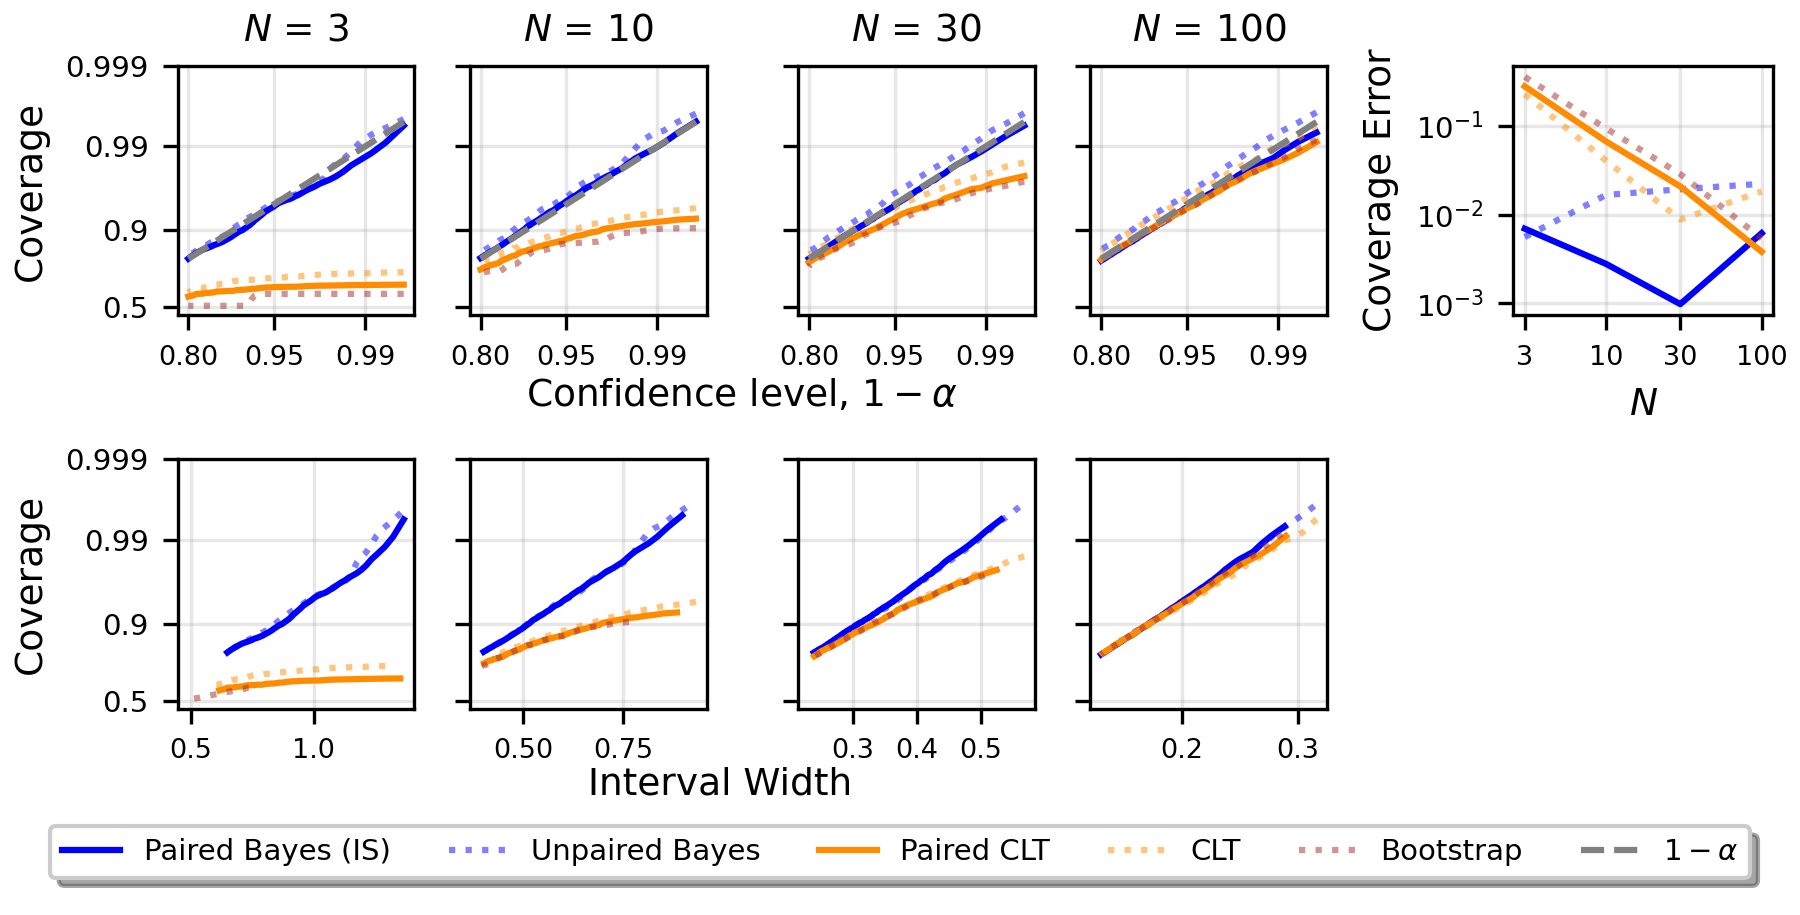 N = 3
N = 10
N = 30
N = 100
Coverage
0.999
0.99
0.9
0.5
0.80 0.95 0.99
0.80 0.95 0.99
0.80 0.95 0.99
0.80 0.95 0.99
Confidence level, 1 − α
Coverage Error
10⁻¹
10⁻²
10⁻³
3 10 30 100
N
Coverage
0.999
0.99
0.9
0.5
0.5 1.0
0.50 0.75
0.3 0.4 0.5
0.2 0.3
Interval Width
Paired Bayes (IS) Unpaired Bayes Paired CLT CLT Bootstrap 1 − α